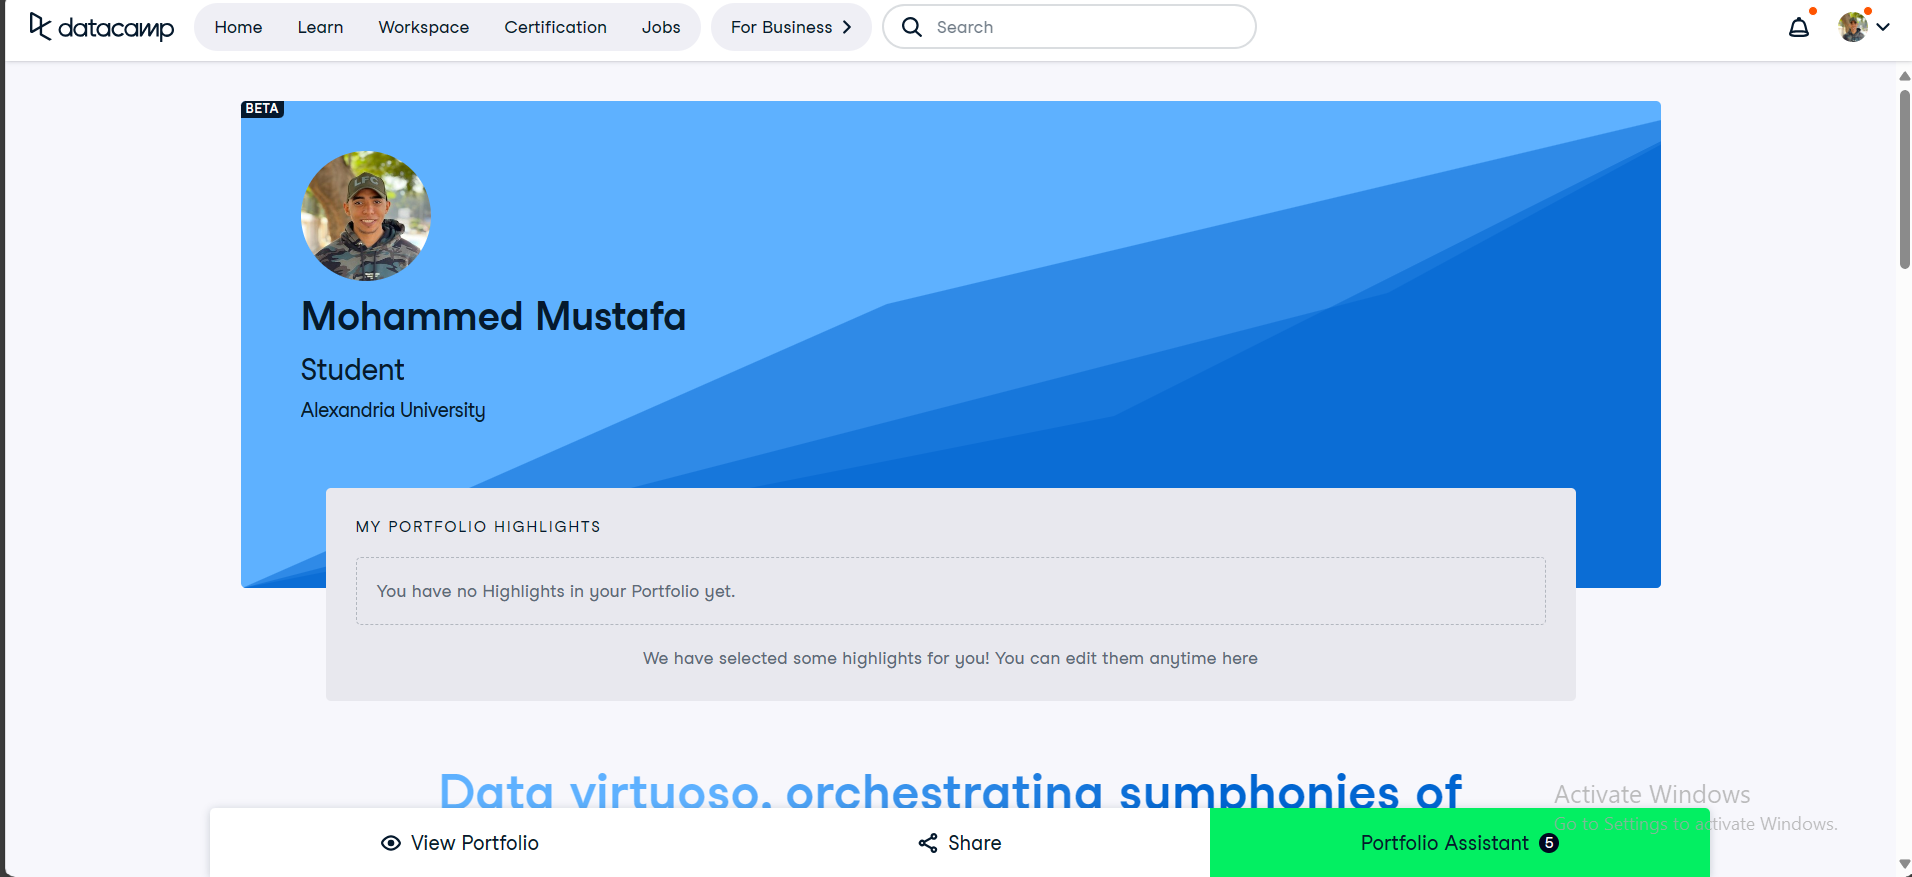 datacamp Home Learn Workspace Certification Jobs For Business Search
BETA
LFC
Mohammed Mustafa
Student
Alexandria University
MY PORTFOLIO HIGHLIGHTS
You have no Highlights in your Portfolio yet.
We have selected some highlights for you! You can edit them anytime here
Data virtuoso, orchestrating symphonies of
Activate Windows
Go to Settings to activate Windows.
View Portfolio Share Portfolio Assistant 5